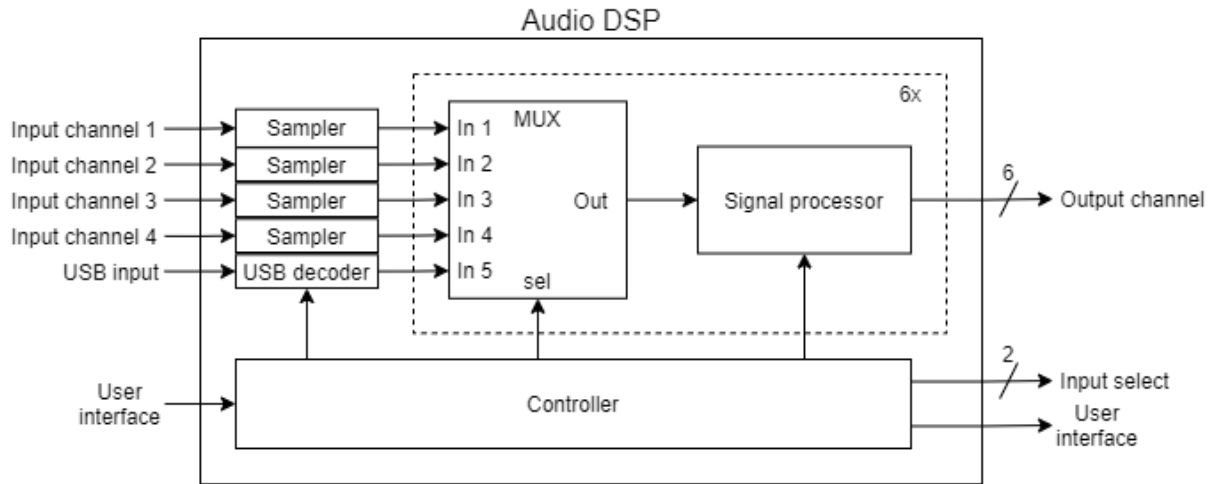 Audio DSP
6x
Input channel 1
Sampler
In 1
MUX
Input channel 2
Sampler
In 2
Input channel 3
Sampler
In 3
Out
Signal processor
6
Output channel
Input channel 4
Sampler
In 4
USB input
USB decoder
In 5
sel
2
Input select
User
interface
Controller
User
interface